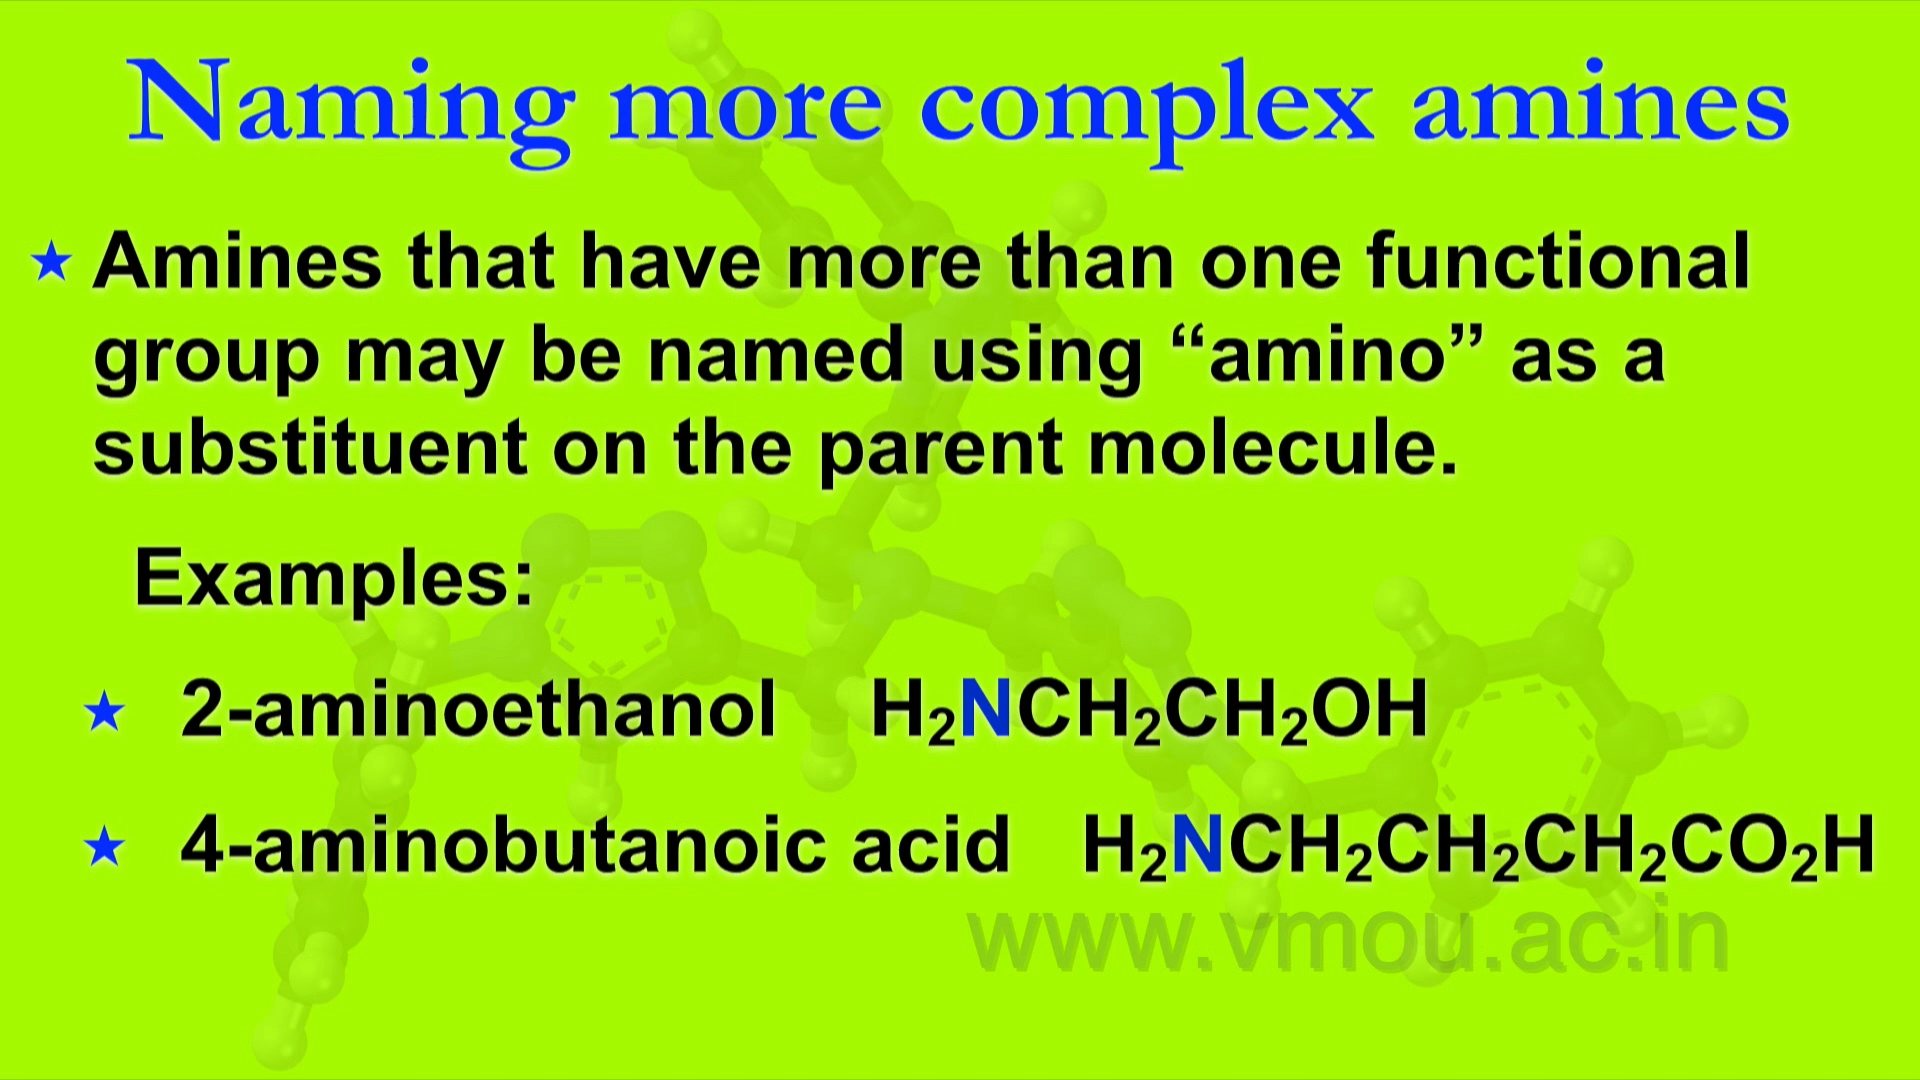 Naming more complex amines
★ Amines that have more than one functional
group may be named using “amino” as a
substituent on the parent molecule.
Examples:
★ 2-aminoethanol H₂NCH₂CH₂OH
★ 4-aminobutanoic acid H₂NCH₂CH₂CH₂CO₂H
www.vmou.ac.in